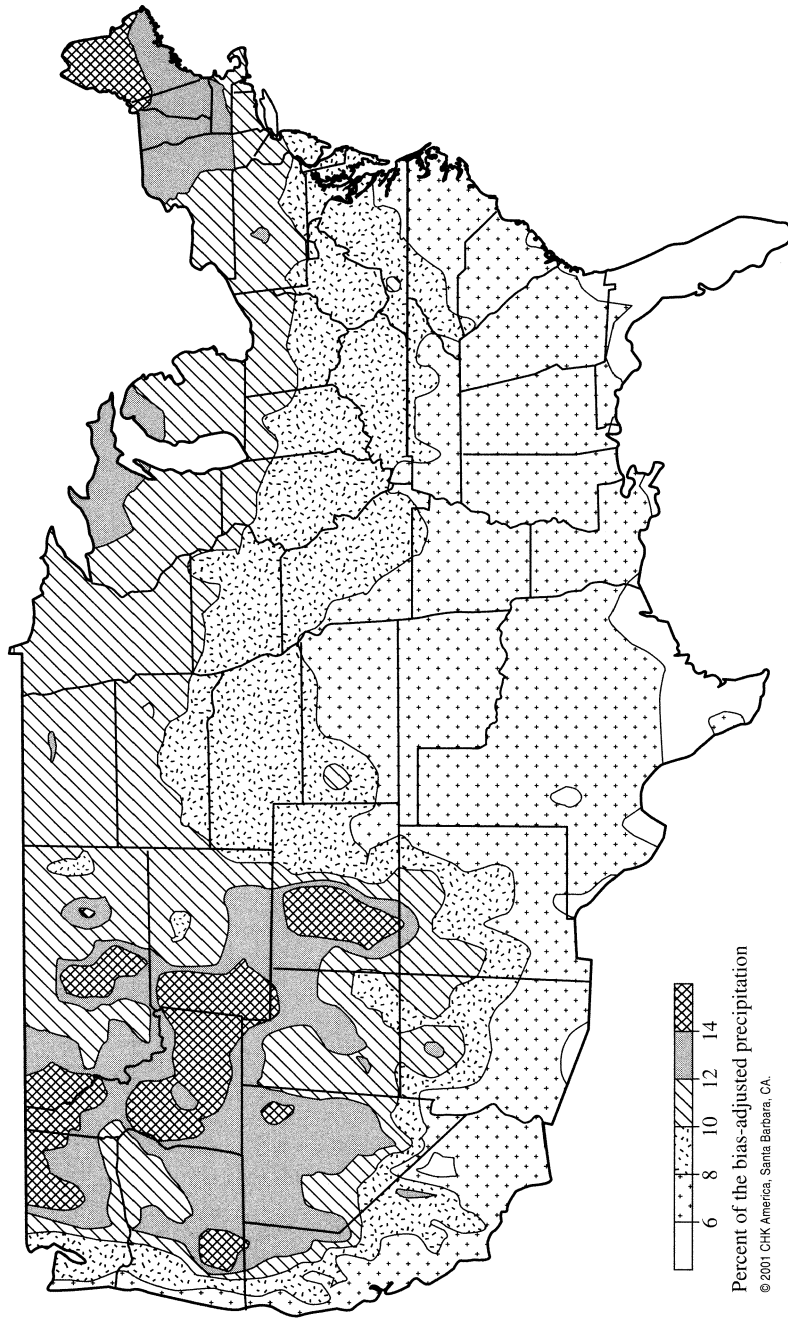 6 8 10 12 14
Percent of the bias-adjusted precipitation
© 2001 CHK America, Santa Barbara, CA.